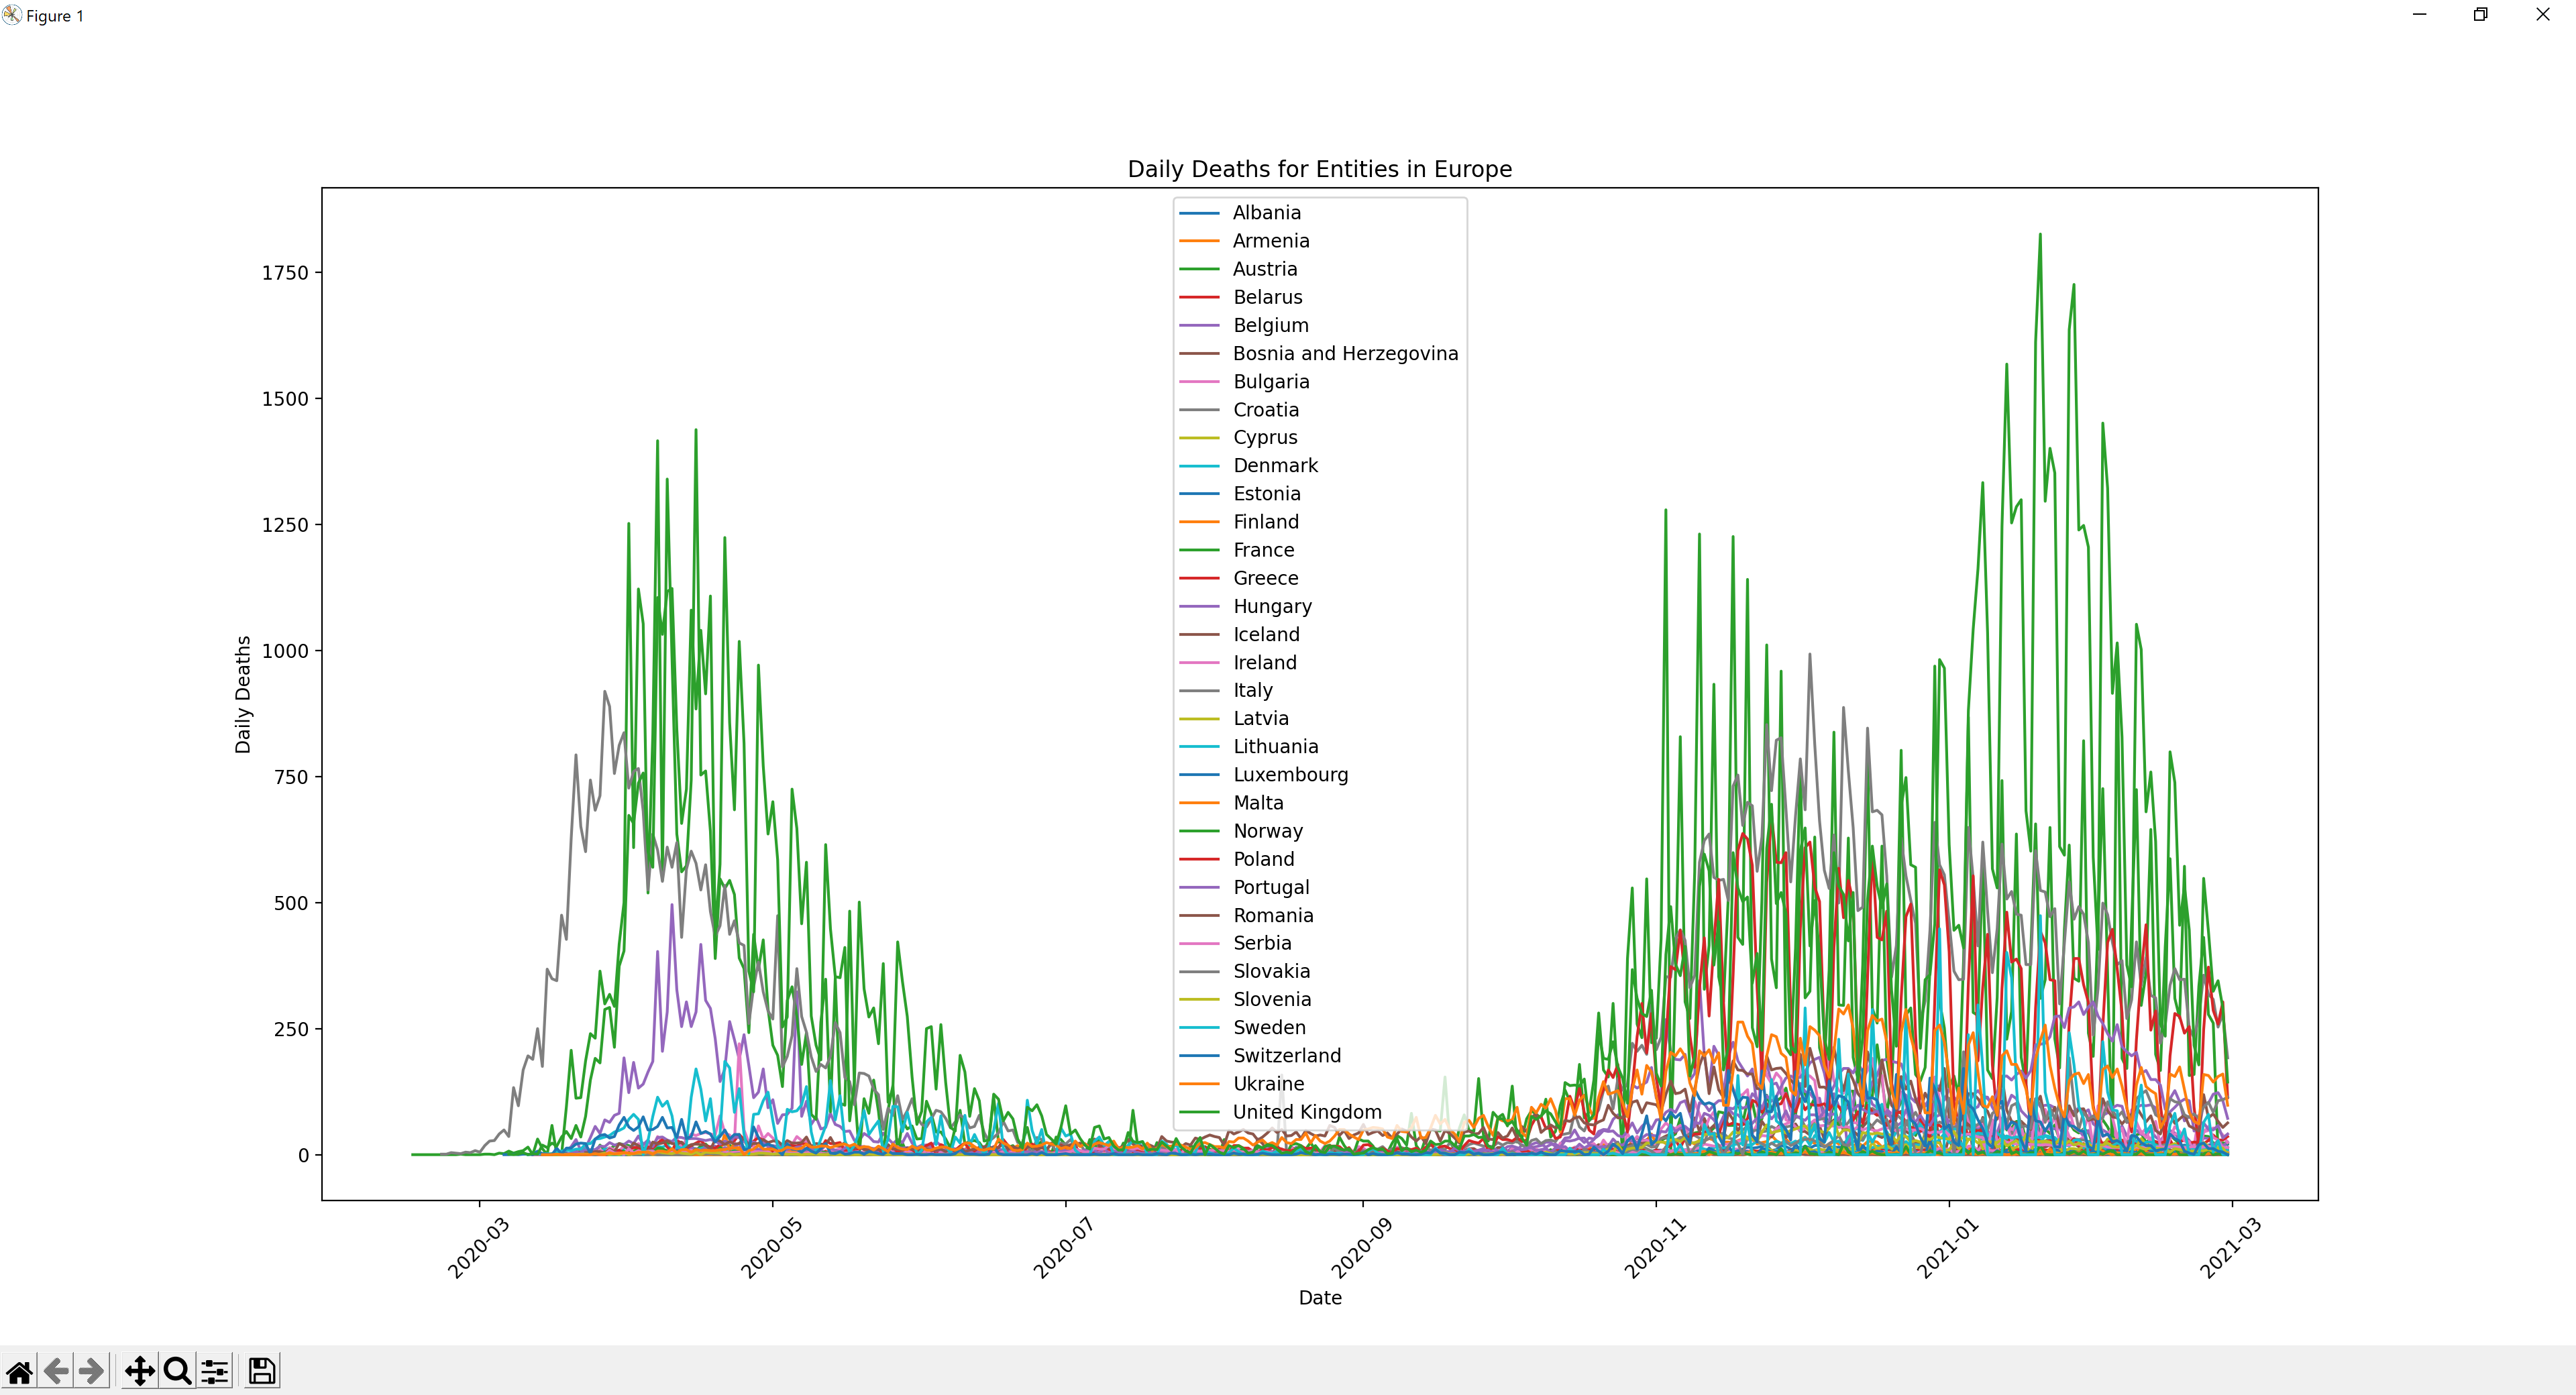 Figure 1
Daily Deaths for Entities in Europe
Albania
Armenia
Austria
Belarus
Belgium
Bosnia and Herzegovina
Bulgaria
Croatia
Cyprus
Denmark
Estonia
Finland
France
Greece
Hungary
Iceland
Ireland
Italy
Latvia
Lithuania
Luxembourg
Malta
Norway
Poland
Portugal
Romania
Serbia
Slovakia
Slovenia
Sweden
Switzerland
Ukraine
United Kingdom
Daily Deaths
1750
1500
1250
1000
750
500
250
0
2020-03
2020-05
2020-07
2020-09
2020-11
2021-01
2021-03
Date